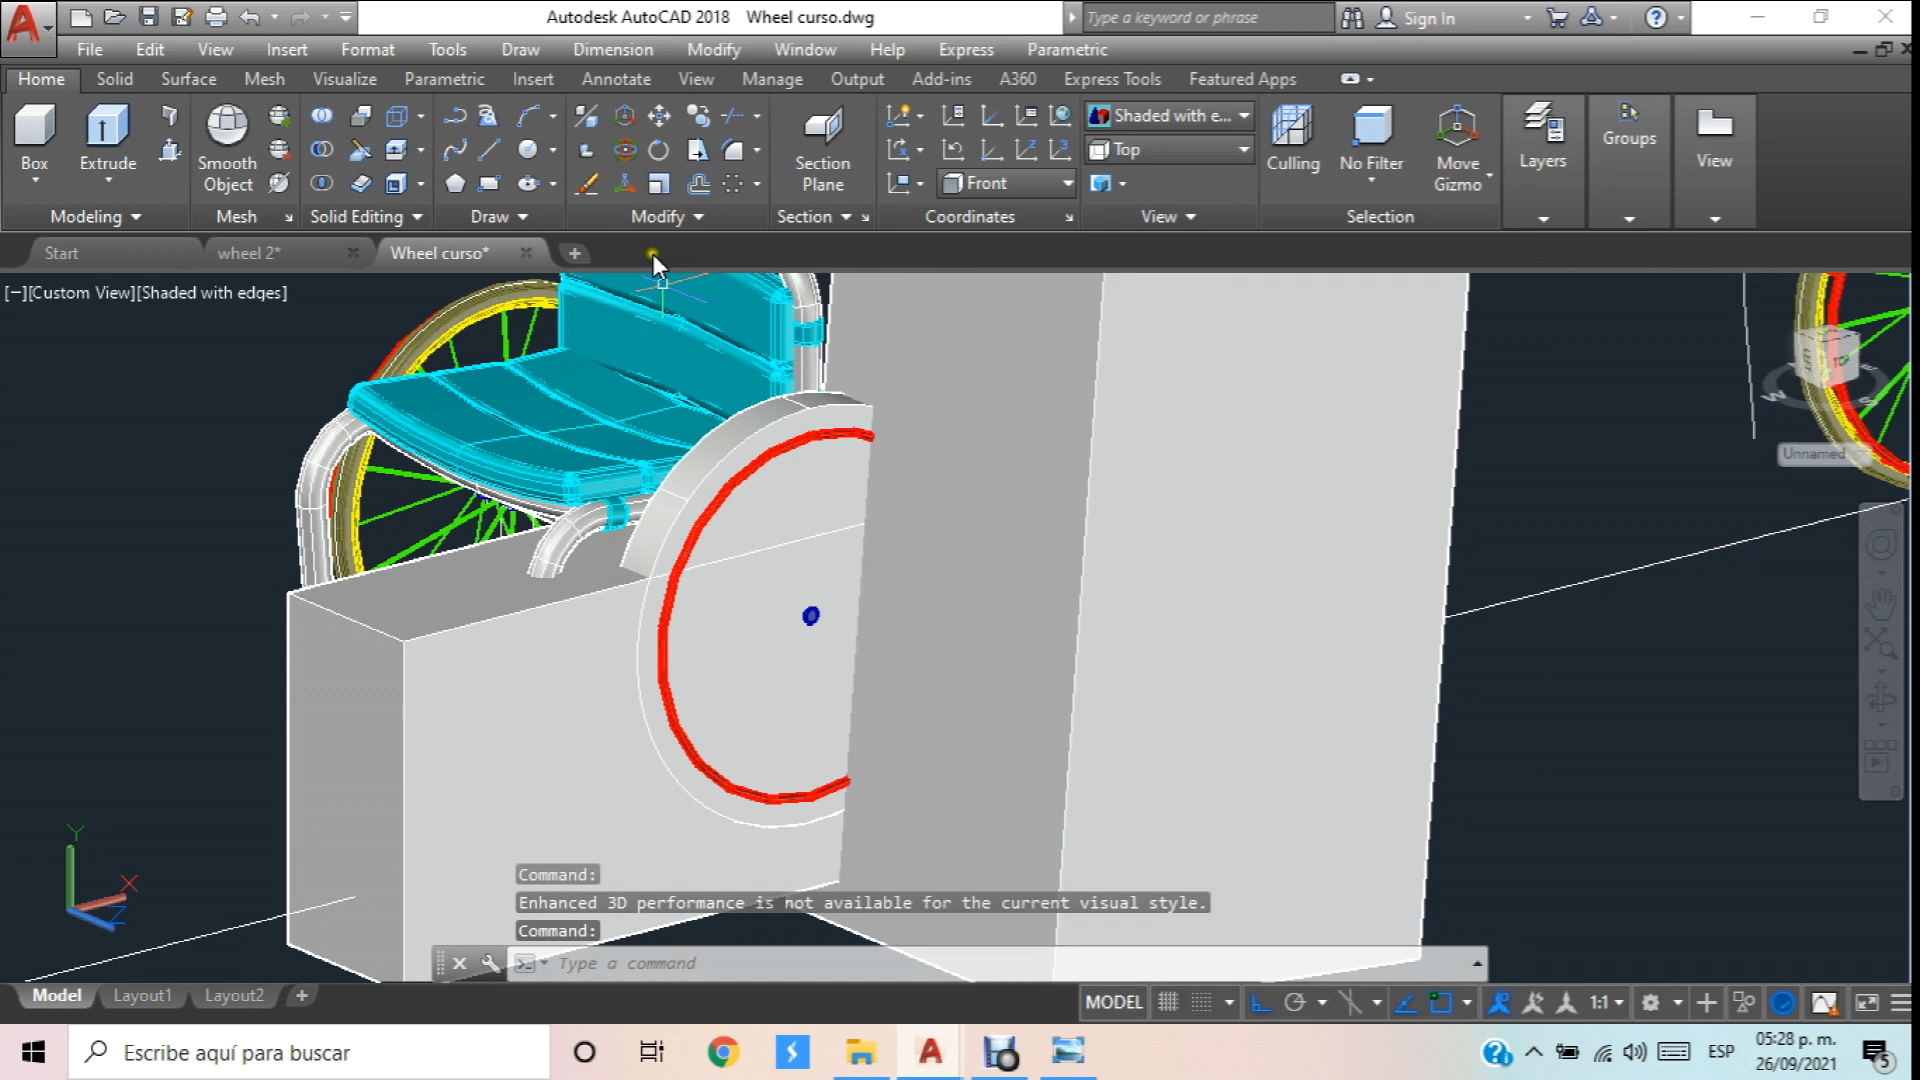 Autodesk AutoCAD 2018 Wheel curso.dwg
Type a keyword or phrase
Sign In
File Edit View Insert Format Tools Draw Dimension Modify Window Help Express Parametric
Home Solid Surface Mesh Visualize Parametric Insert Annotate View Manage Output Add-ins A360 Express Tools Featured Apps
Box
Extrude
Smooth
Object
Section
Plane
Shaded with e...
Top
Front
Culling
No Filter
Move
Gizmo
Layers
Groups
View
Modeling Mesh Solid Editing Draw Modify Section Coordinates View Selection
Start wheel 2* Wheel curso*
[−][Custom View][Shaded with edges]
TOP
W
S
Unnamed
Y
X
Z
Command:
Enhanced 3D performance is not available for the current visual style.
Command:
Type a command
Model Layout1 Layout2
MODEL
1:1
Escribe aquí para buscar
ESP
05:28 p. m.
26/09/2021
5